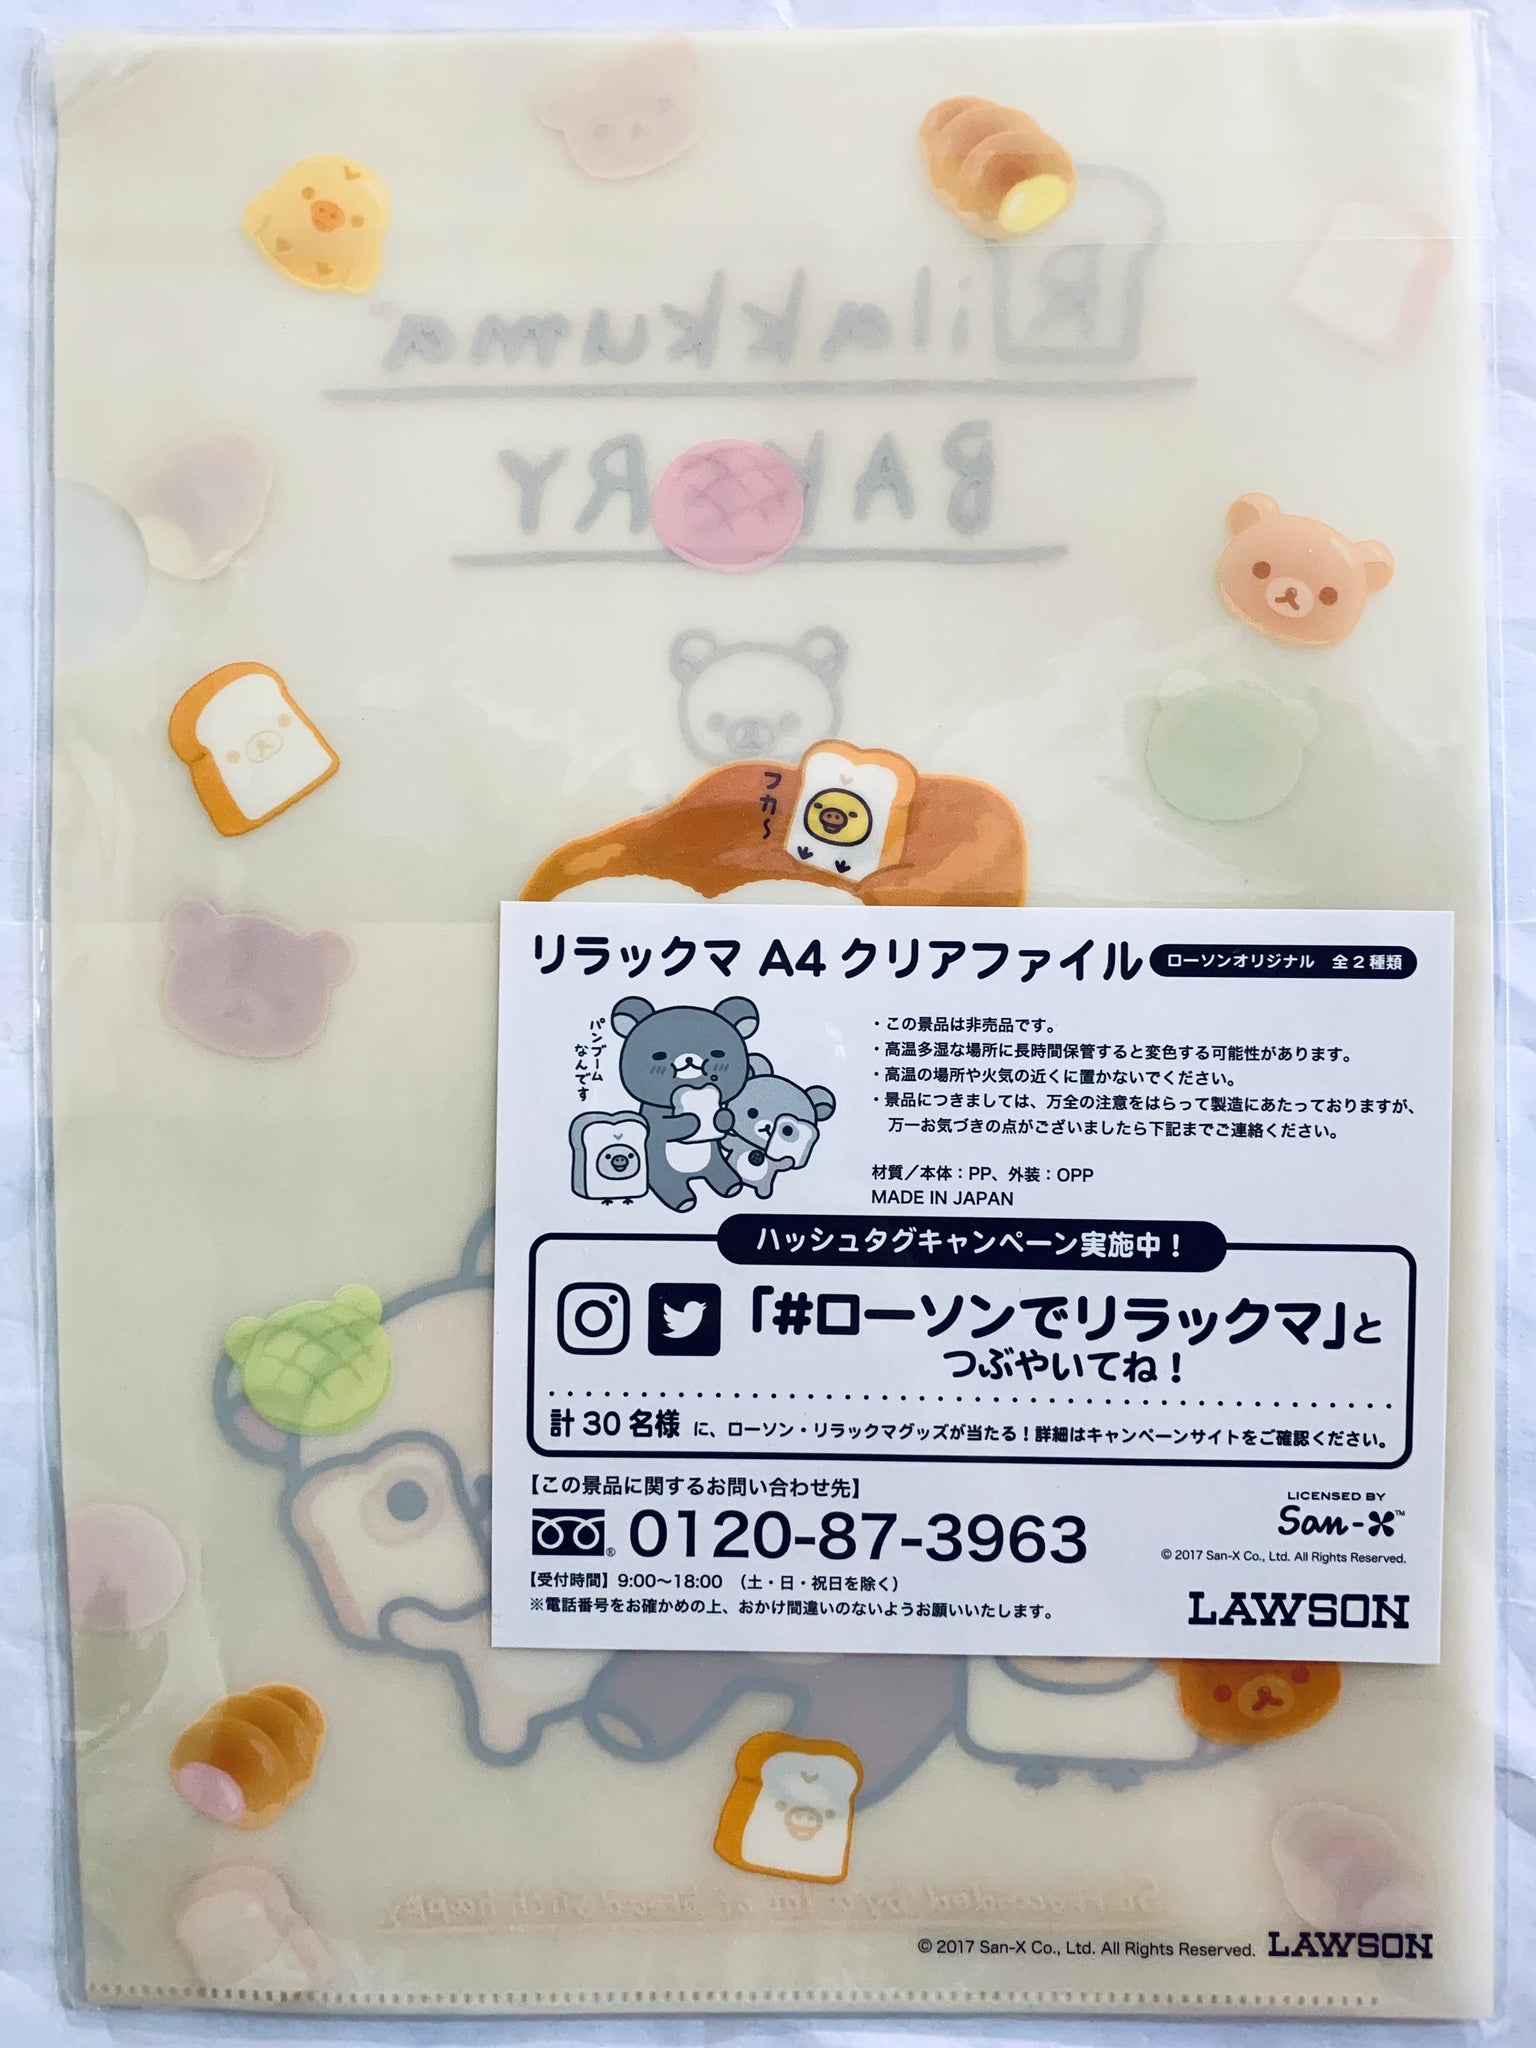 Rilakkuma
BAKERY
フカ〜
リラックマ A4 クリアファイル
ローソンオリジナル 全2種類
パンブーム
なんです
・この景品は非売品です。
・高温多湿な場所に長時間保管すると変色する可能性があります。
・高温の場所や火気の近くに置かないでください。
・景品につきましては、万全の注意をはらって製造にあたっておりますが、
万一お気づきの点がございましたら下記までご連絡ください。
材質／本体：PP、外装：OPP
MADE IN JAPAN
ハッシュタグキャンペーン実施中！
「#ローソンでリラックマ」と
つぶやいてね！
計30名様 に、ローソン・リラックマグッズが当たる！詳細はキャンペーンサイトをご確認ください。
【この景品に関するお問い合わせ先】
0120-87-3963
【受付時間】9:00〜18:00 （土・日・祝日を除く）
※電話番号をお確かめの上、おかけ間違いのないようお願いいたします。
LICENSED BY
San-X™
© 2017 San-X Co., Ltd. All Rights Reserved.
LAWSON
Surrounded by a lot of bread with happy
© 2017 San-X Co., Ltd. All Rights Reserved. LAWSON